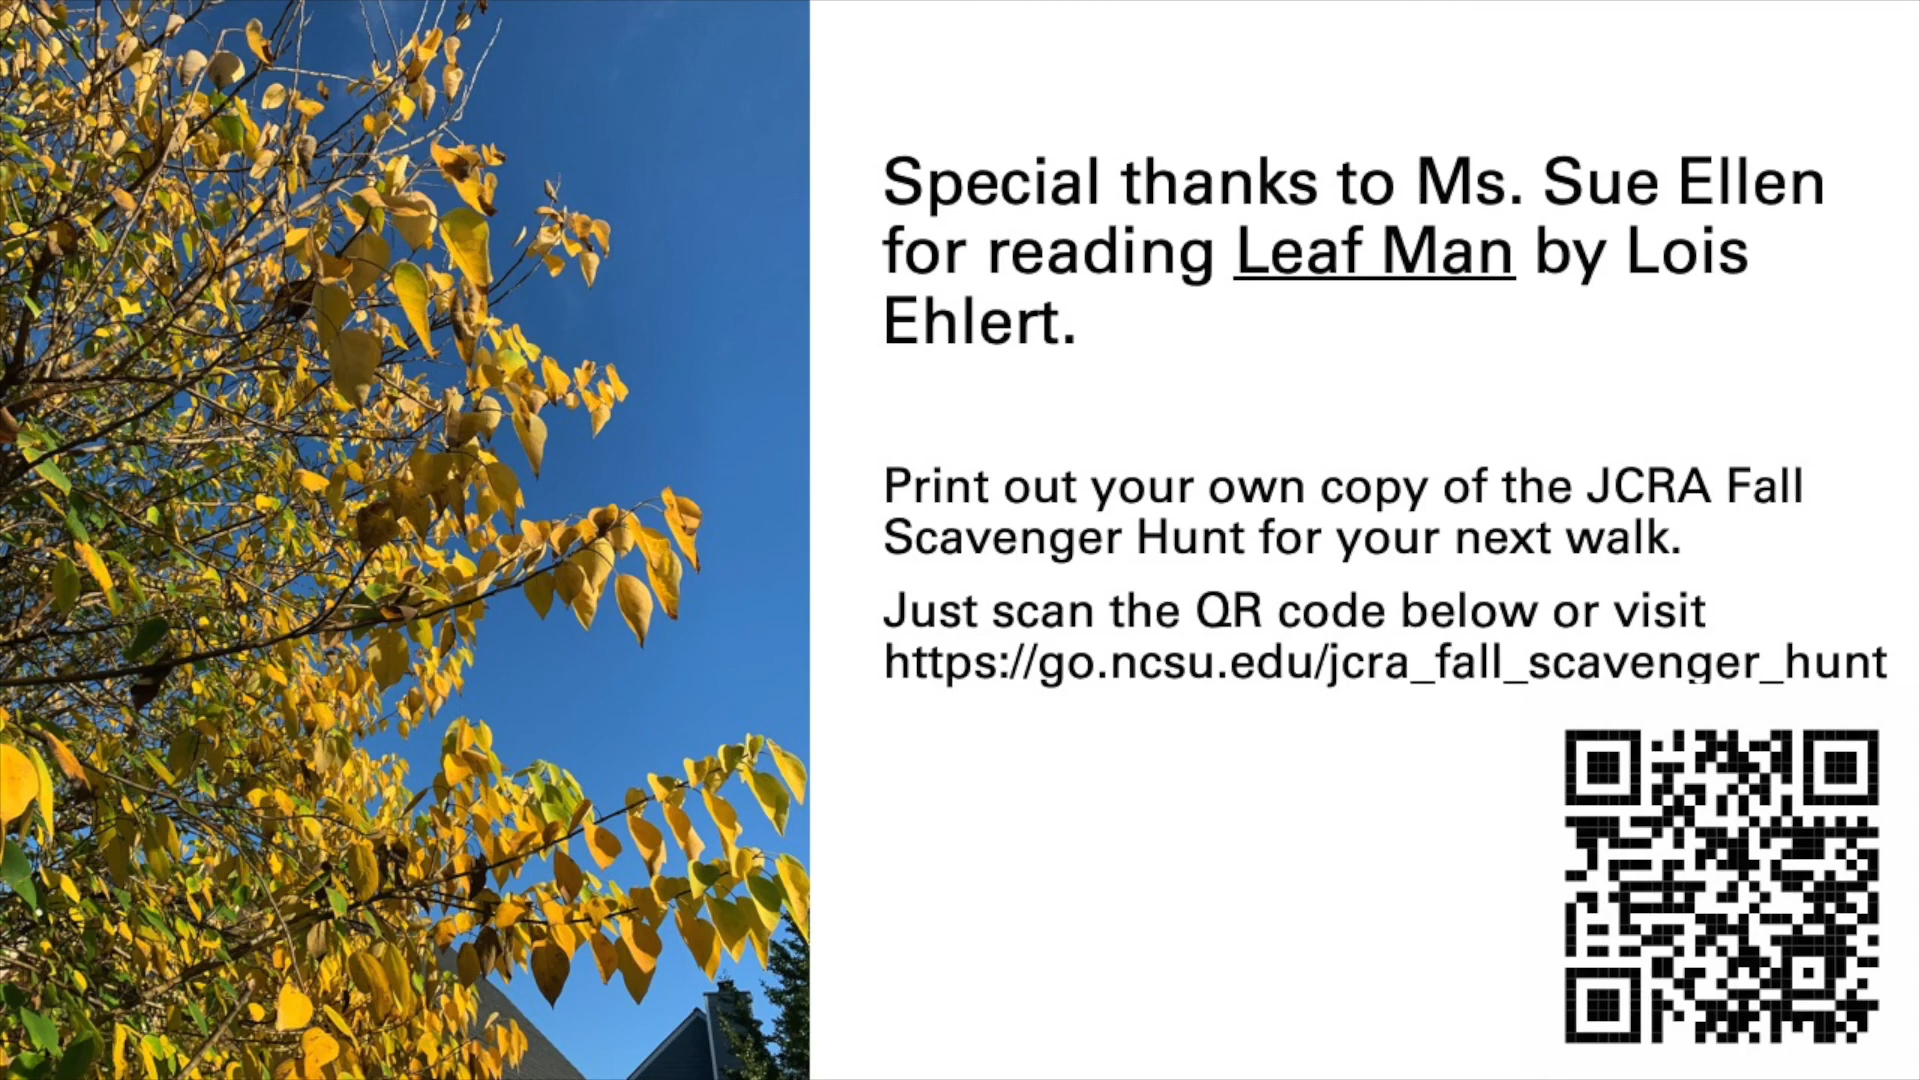 Special thanks to Ms. Sue Ellen
for reading Leaf Man by Lois
Ehlert.
Print out your own copy of the JCRA Fall
Scavenger Hunt for your next walk.
Just scan the QR code below or visit
https://go.ncsu.edu/jcra_fall_scavenger_hunt